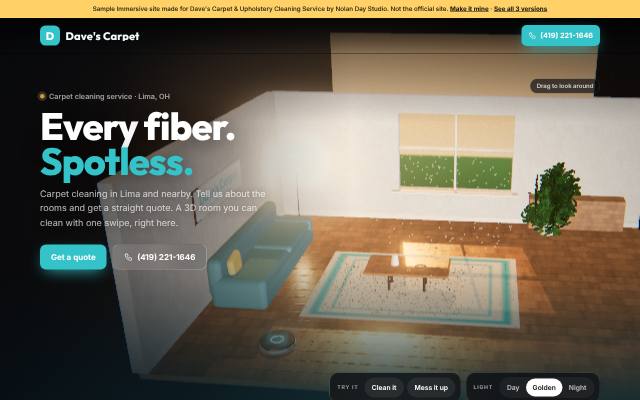 Sample Immersive site made for Dave's Carpet & Upholstery Cleaning Service by Nolan Day Studio. Not the official site. Make it mine · See all 3 versions
D Dave's Carpet
(419) 221-1646
Drag to look around
Carpet cleaning service · Lima, OH
Every fiber.
Spotless.
Carpet cleaning in Lima and nearby. Tell us about the
rooms and get a straight quote. A 3D room you can
clean with one swipe, right here.
Get a quote
(419) 221-1646
TRY IT Clean it Mess it up
LIGHT Day Golden Night